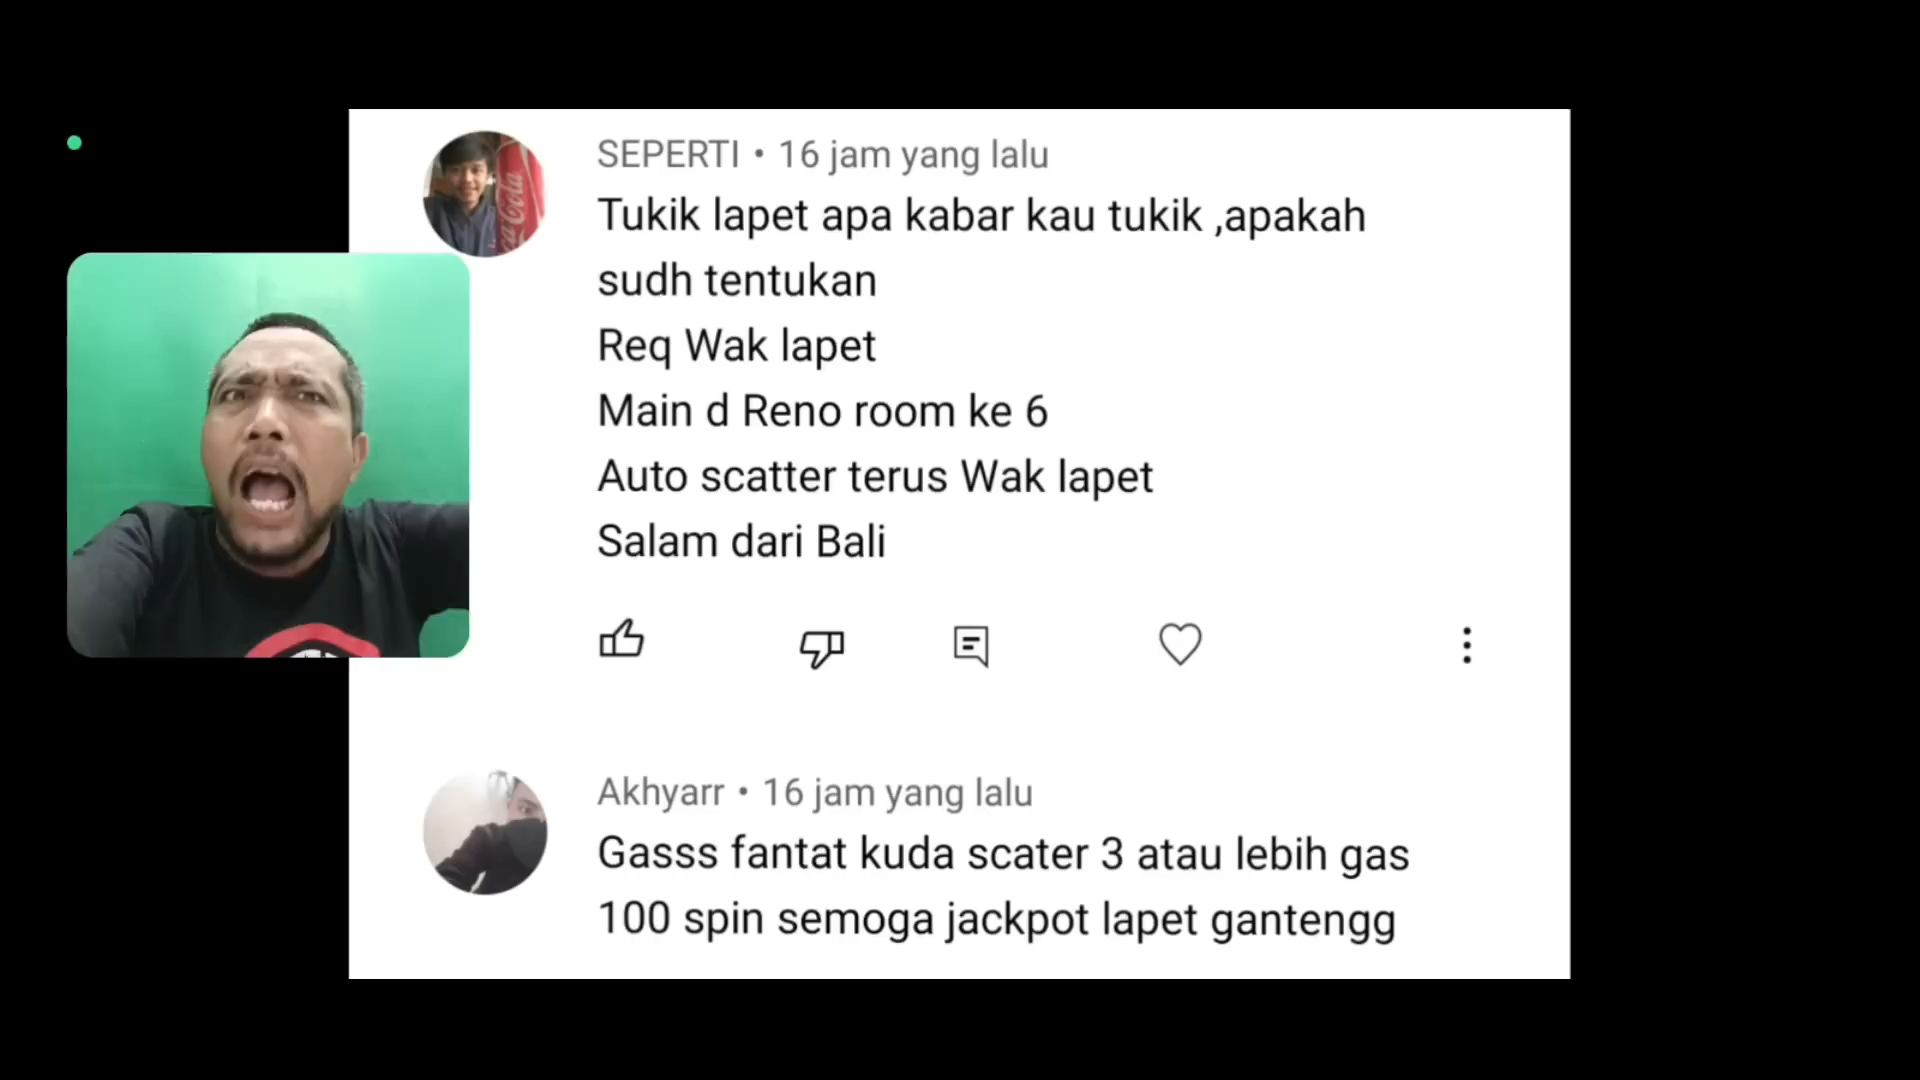 SEPERTI • 16 jam yang lalu
Tukik lapet apa kabar kau tukik ,apakah
sudh tentukan
Req Wak lapet
Main d Reno room ke 6
Auto scatter terus Wak lapet
Salam dari Bali
Akhyarr • 16 jam yang lalu
Gasss fantat kuda scater 3 atau lebih gas
100 spin semoga jackpot lapet gantengg